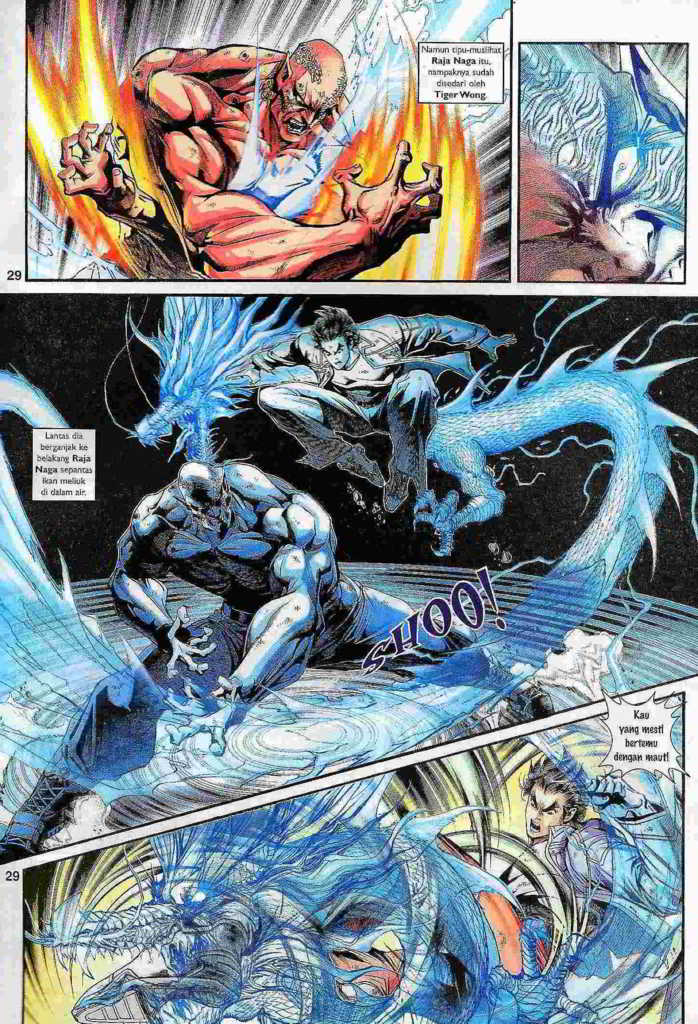 Namun tipu-muslihat
Raja Naga itu,
nampaknya sudah
disedari oleh
Tiger Wong.
29
Lantas dia
berganjak ke
belakang Raja
Naga sepantas
ikan meliuk
di dalam air.
SHOO!
Kau
yang mesti
bertemu
dengan maut!
29